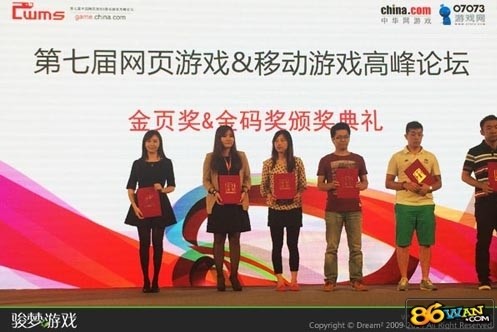 CWMS
game.china.com
china.com
中 华 网 游 戏
07073
游戏网
第七届网页游戏&移动游戏高峰论坛
金页奖&金码奖颁奖典礼
骏梦游戏
Copyright © Dream² 2009
All Right Reserved
86WAN.COM